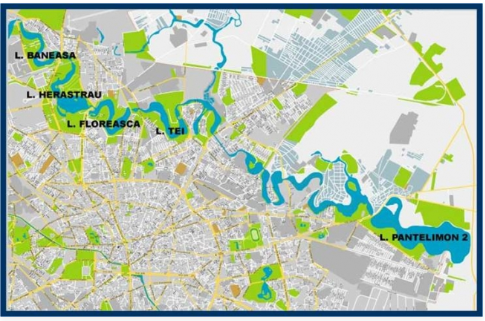 L. BANEASA
L. HERASTRAU
L. FLOREASCA
L. TEI
L. PANTELIMON 2